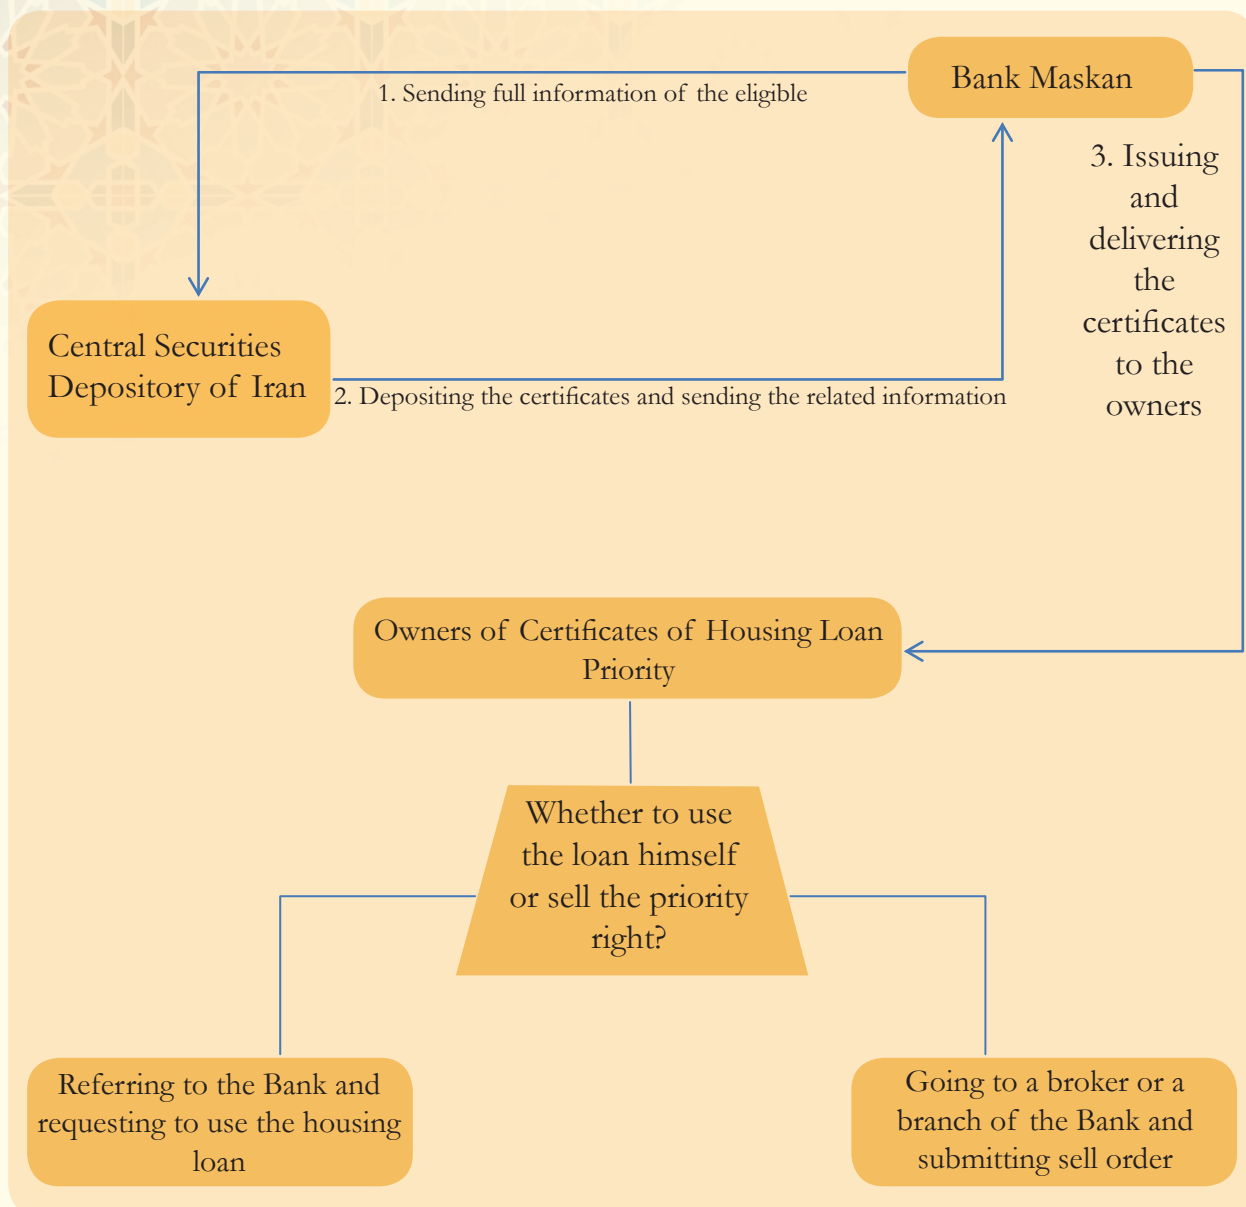 Bank Maskan
1. Sending full information of the eligible
3. Issuing
and
delivering
the
certificates
to the
owners
Central Securities
Depository of Iran
2. Depositing the certificates and sending the related information
Owners of Certificates of Housing Loan
Priority
Whether to use
the loan himself
or sell the priority
right?
Referring to the Bank and
requesting to use the housing
loan
Going to a broker or a
branch of the Bank and
submitting sell order